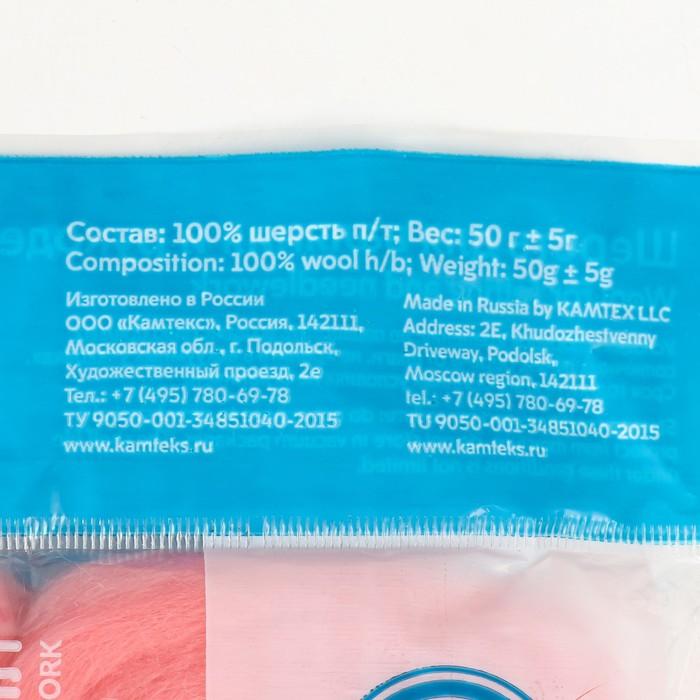 Состав: 100% шерсть п/т; Вес: 50 г ± 5г
Composition: 100% wool h/b; Weight: 50g ± 5g
Изготовлено в России
ООО «Камтекс», Россия, 142111,
Московская обл., г. Подольск,
Художественный проезд, 2е
Тел.: +7 (495) 780-69-78
ТУ 9050-001-34851040-2015
www.kamteks.ru
Made in Russia by KAMTEX LLC
Address: 2E, Khudozhestvenny
Driveway, Podolsk,
Moscow region, 142111
tel.: +7 (495) 780-69-78
TU 9050-001-34851040-2015
www.kamteks.ru
ORK